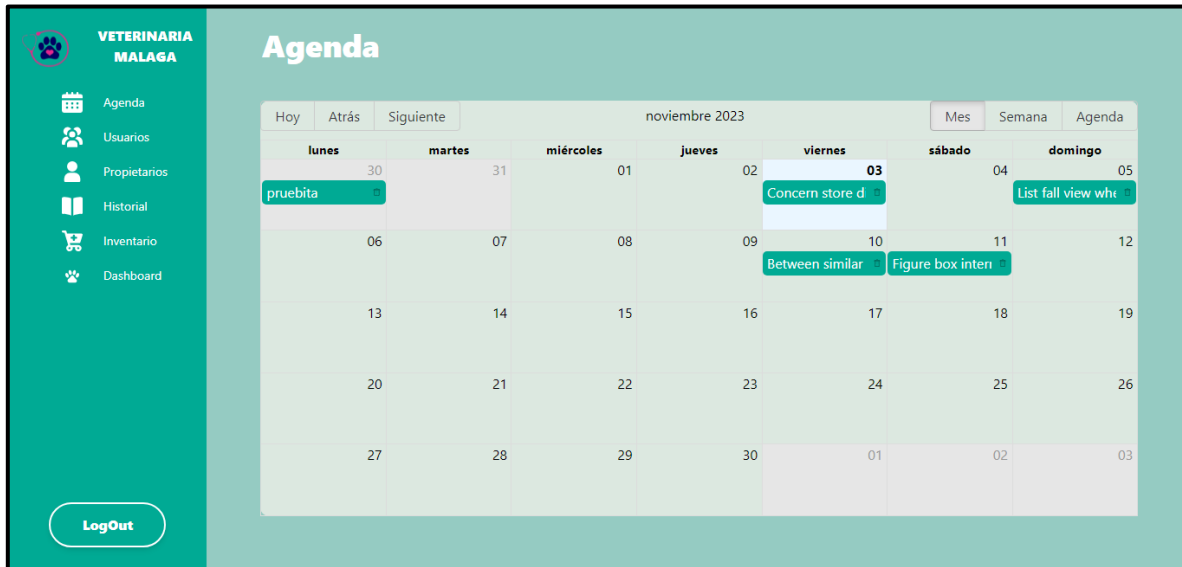 VETERINARIA
MALAGA
Agenda
Usuarios
Propietarios
Historial
Inventario
Dashboard
LogOut
Agenda
Hoy Atrás Siguiente noviembre 2023 Mes Semana Agenda
lunes martes miércoles jueves viernes sábado domingo
30 31 01 02 03 04 05
pruebita Concern store d List fall view whe
06 07 08 09 10 11 12
Between similar Figure box inter
13 14 15 16 17 18 19
20 21 22 23 24 25 26
27 28 29 30 01 02 03